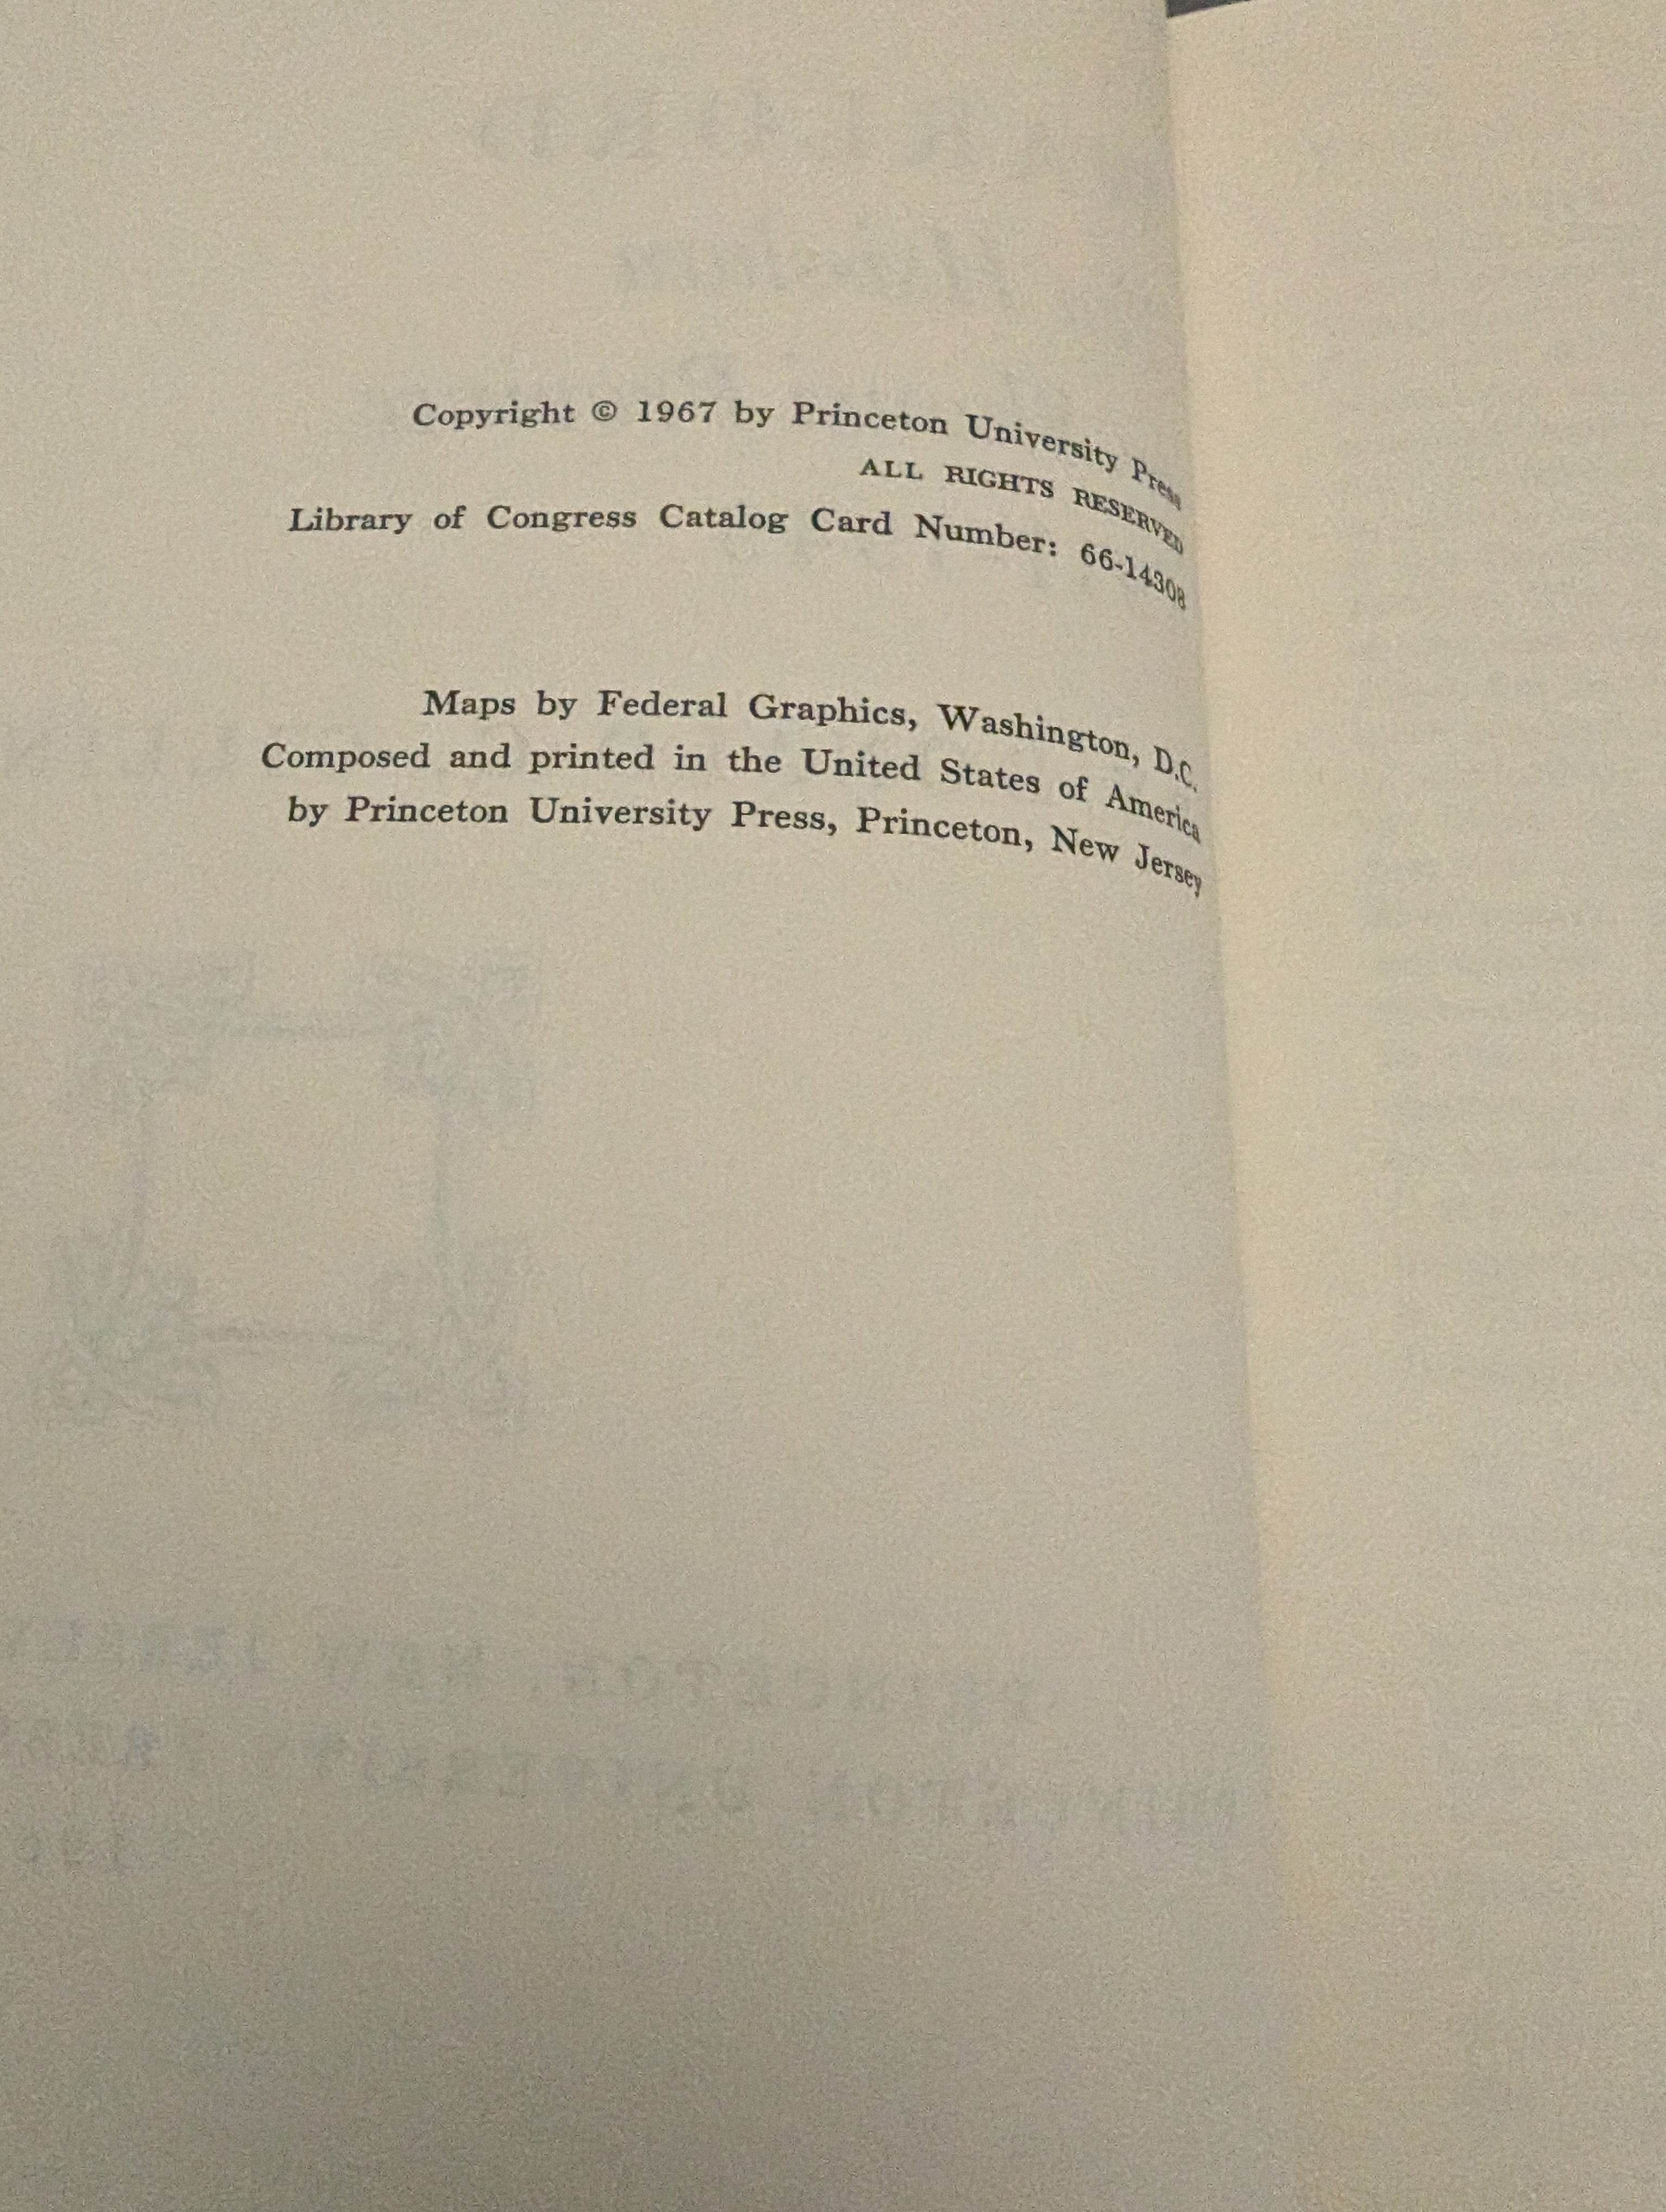 Copyright © 1967 by Princeton University Press
ALL RIGHTS RESERVED
Library of Congress Catalog Card Number: 66-14308
Maps by Federal Graphics, Washington, D.C.
Composed and printed in the United States of America
by Princeton University Press, Princeton, New Jersey